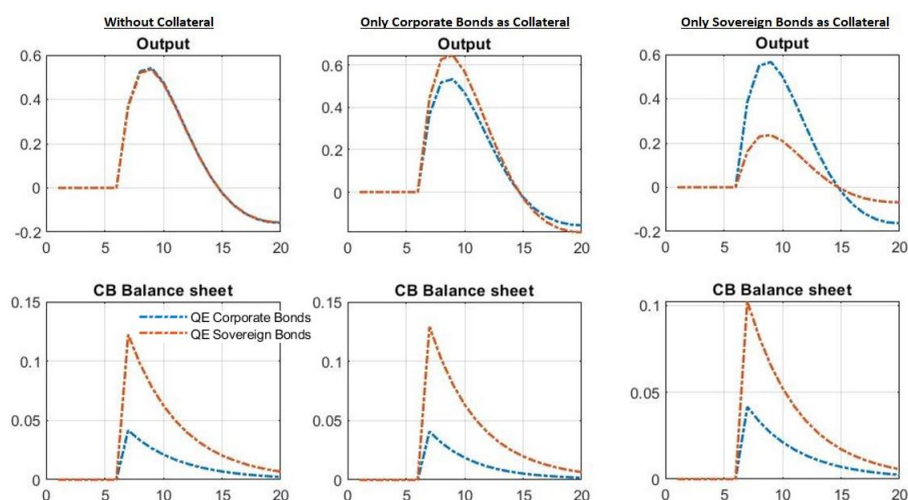 Without Collateral
Only Corporate Bonds as Collateral
Only Sovereign Bonds as Collateral
Output
Output
Output
0.6
0.4
0.2
0
-0.2
0 5 10 15 20
0.6
0.4
0.2
0
0 5 10 15 20
0.6
0.4
0.2
0
-0.2
0 5 10 15 20
CB Balance sheet
CB Balance sheet
CB Balance sheet
0.15
0.1
0.05
0
0 5 10 15 20
QE Corporate Bonds
QE Sovereign Bonds
0.15
0.1
0.05
0
0 5 10 15 20
0.1
0.05
0
0 5 10 15 20